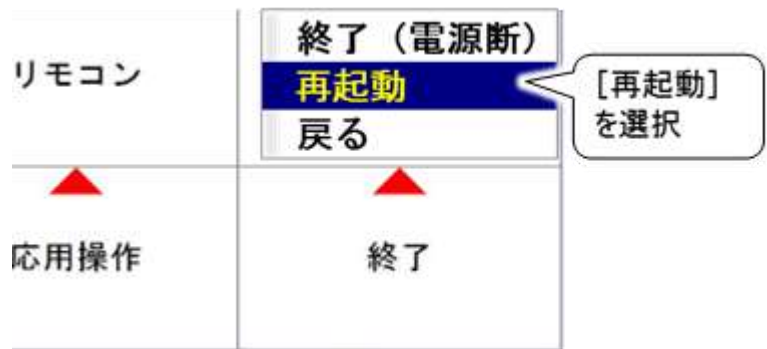 リモコン
終了（電源断）
再起動
戻る
［再起動］
を選択
応用操作
終了